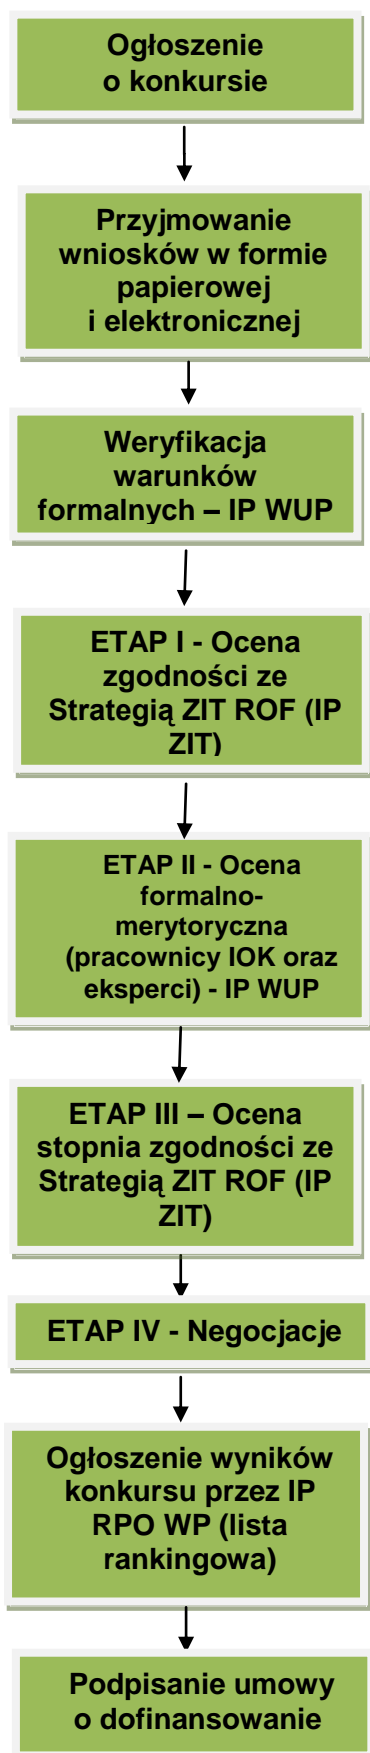 Ogłoszenie
o konkursie
Przyjmowanie
wniosków w formie
papierowej
i elektronicznej
Weryfikacja
warunków
formalnych – IP WUP
ETAP I - Ocena
zgodności ze
Strategią ZIT ROF (IP
ZIT)
ETAP II - Ocena
formalno-
merytoryczna
(pracownicy IOK oraz
eksperci) - IP WUP
ETAP III – Ocena
stopnia zgodności ze
Strategią ZIT ROF (IP
ZIT)
ETAP IV - Negocjacje
Ogłoszenie wyników
konkursu przez IP
RPO WP (lista
rankingowa)
Podpisanie umowy
o dofinansowanie